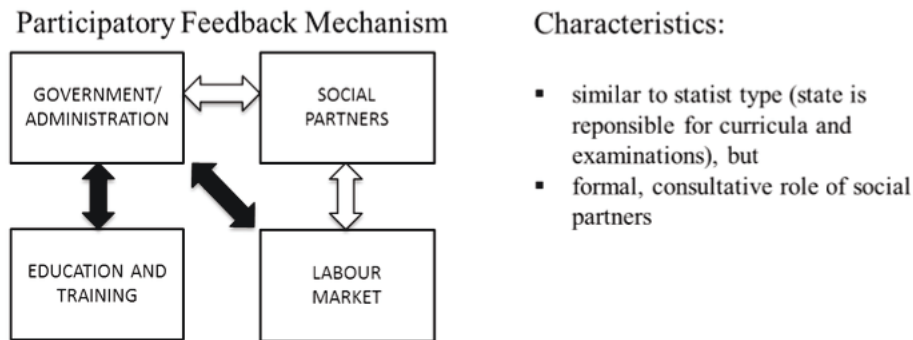 Participatory Feedback Mechanism
GOVERNMENT/
ADMINISTRATION
SOCIAL
PARTNERS
EDUCATION AND
TRAINING
LABOUR
MARKET
Characteristics:
▪ similar to statist type (state is
reponsible for curricula and
examinations), but
▪ formal, consultative role of social
partners